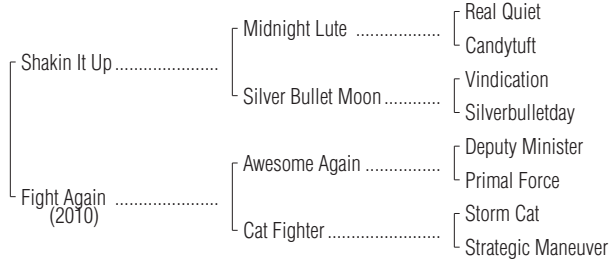 Real Quiet
Midnight Lute ..................
Candytuft
Shakin It Up ......................
Vindication
Silver Bullet Moon ............
Silverbulletday
Deputy Minister
Awesome Again ................
Primal Force
Fight Again ......................
(2010)
Storm Cat
Cat Fighter ........................
Strategic Maneuver